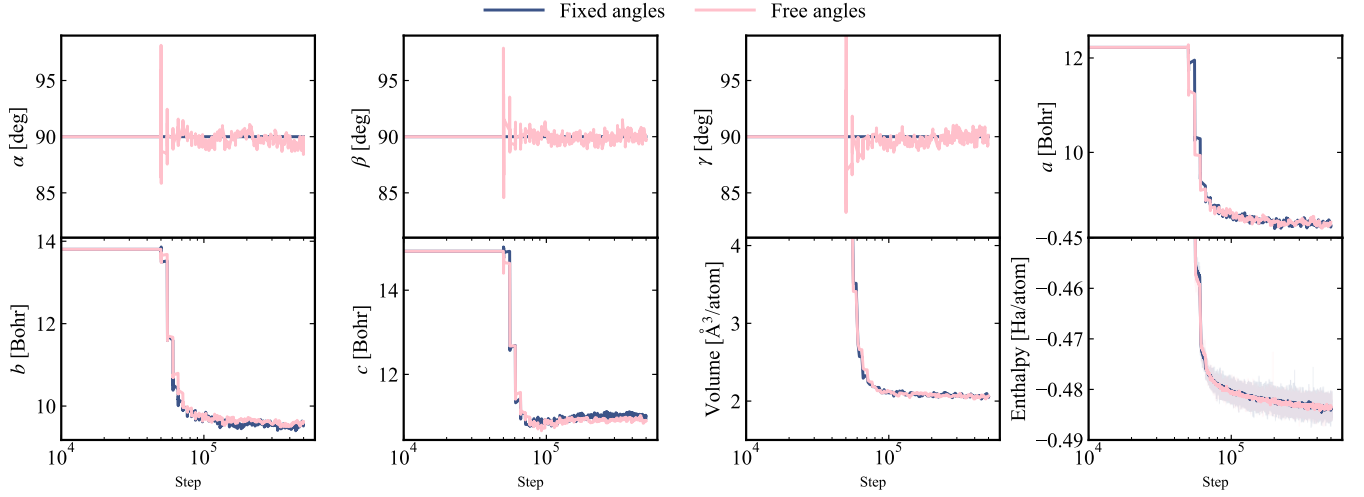 Fixed angles
Free angles
95
90
85
α [deg]
95
90
85
β [deg]
95
90
85
γ [deg]
12
10
a [Bohr]
14
12
10
b [Bohr]
10^4
10^5
Step
14
12
c [Bohr]
10^4
10^5
Step
4
3
2
Volume [Å^3/atom]
10^4
10^5
Step
−0.45
−0.46
−0.47
−0.48
−0.49
Enthalpy [Ha/atom]
10^4
10^5
Step